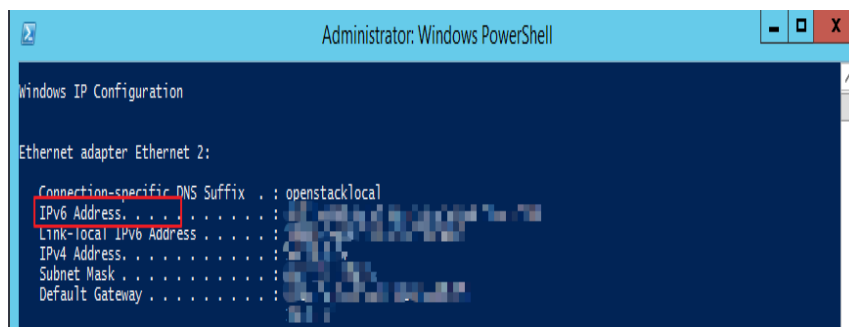 Administrator: Windows PowerShell
Windows IP Configuration
Ethernet adapter Ethernet 2:
Connection-specific DNS Suffix . : openstacklocal
IPv6 Address. . . . . . . . . . . :
Link-local IPv6 Address . . . . . :
IPv4 Address. . . . . . . . . . . :
Subnet Mask . . . . . . . . . . . :
Default Gateway . . . . . . . . . :